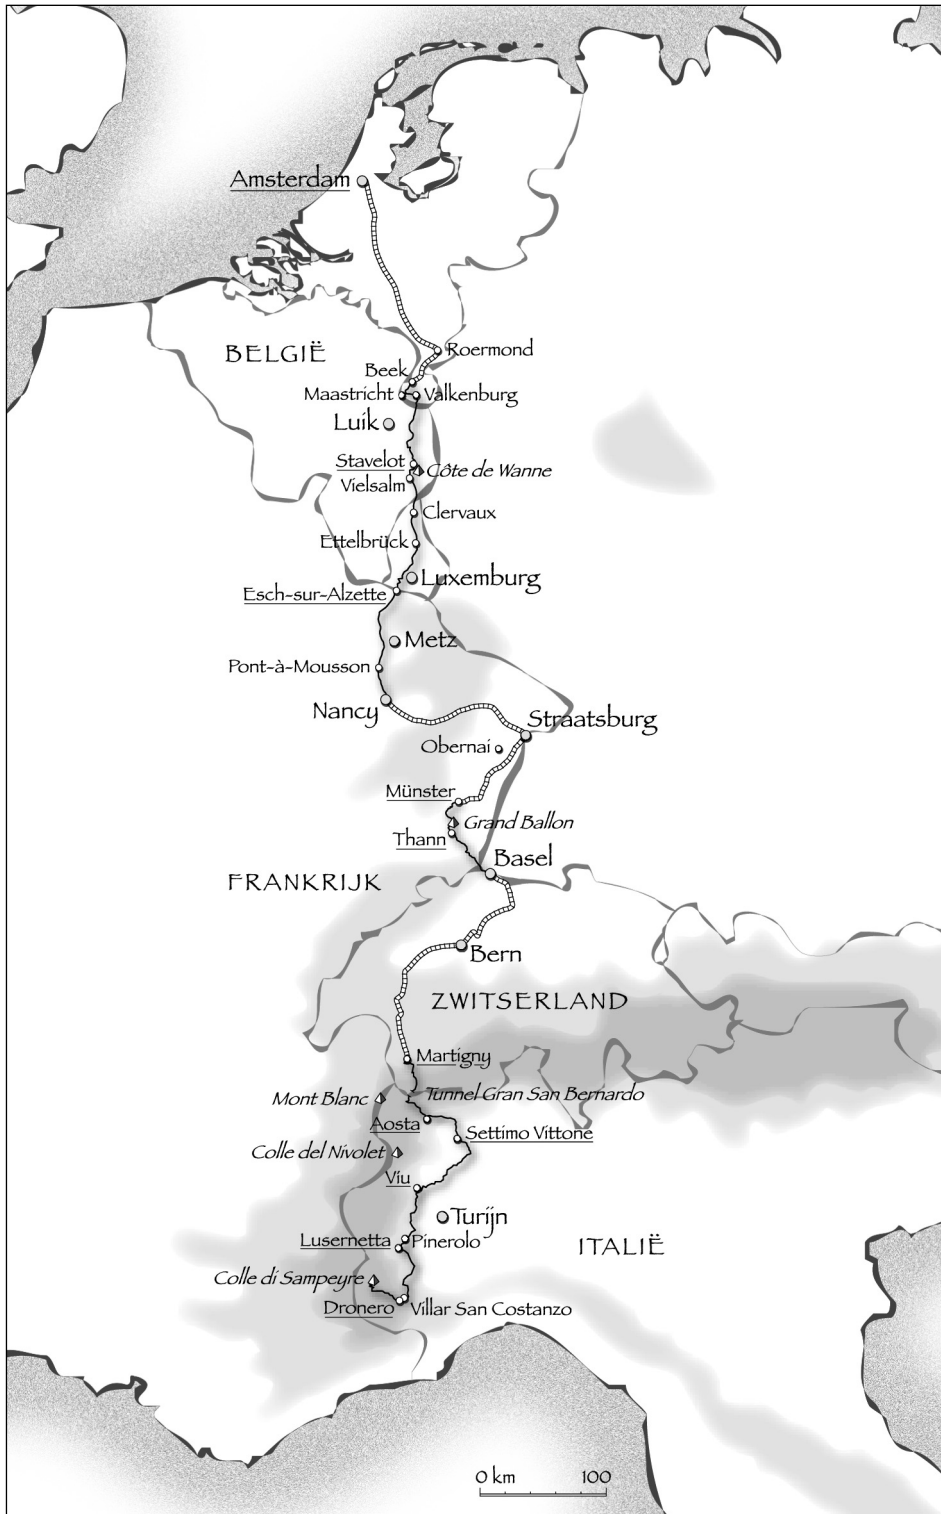 Amsterdam
BELGIË
Roermond
Beek
Maastricht
Valkenburg
Luik
Stavelot
Côte de Wanne
Vielsalm
Clervaux
Ettelbrück
Luxemburg
Esch-sur-Alzette
Metz
Pont-à-Mousson
Nancy
Straatsburg
Obernai
Münster
Grand Ballon
Thann
Basel
FRANKRIJK
Bern
ZWITSERLAND
Martigny
Mont Blanc
Tunnel Gran San Bernardo
Aosta
Settimo Vittone
Colle del Nivolet
Viu
Turijn
Lusernetta
Pinerolo
ITALIË
Colle di Sampeyre
Dronero
Villar San Costanzo
0 km 100